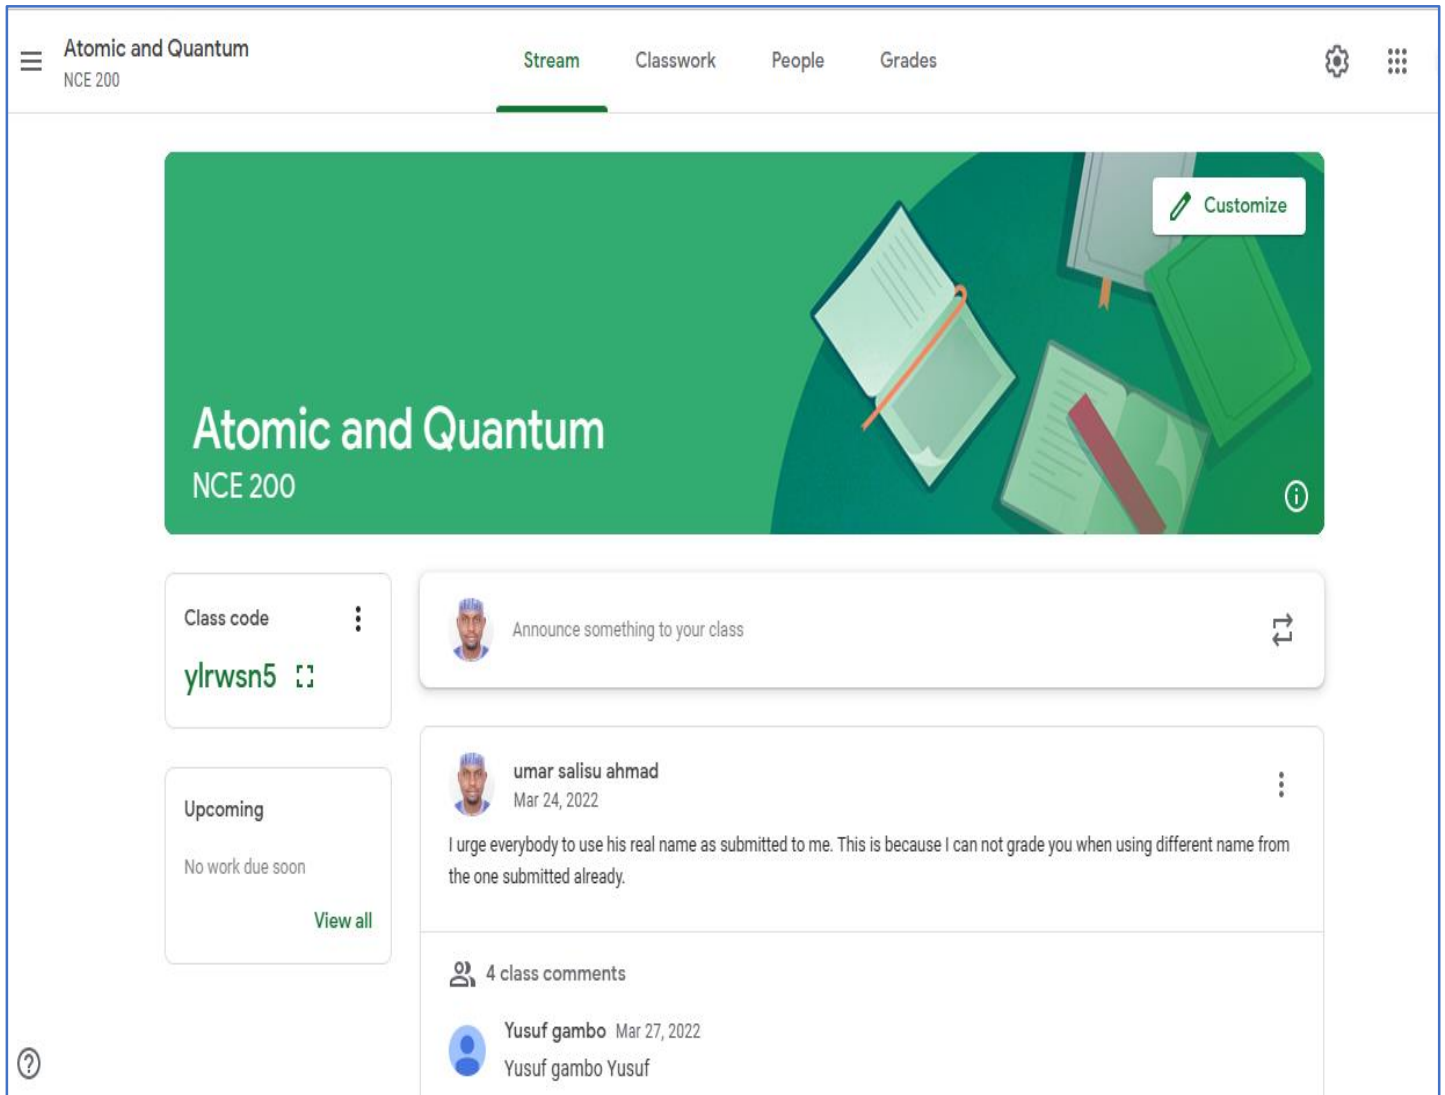 Atomic and Quantum
NCE 200
Stream Classwork People Grades
Customize
Atomic and Quantum
NCE 200
Class code
ylrwsn5
Announce something to your class
Upcoming
No work due soon
View all
umar salisu ahmad
Mar 24, 2022
I urge everybody to use his real name as submitted to me. This is because I can not grade you when using different name from
the one submitted already.
4 class comments
Yusuf gambo Mar 27, 2022
Yusuf gambo Yusuf